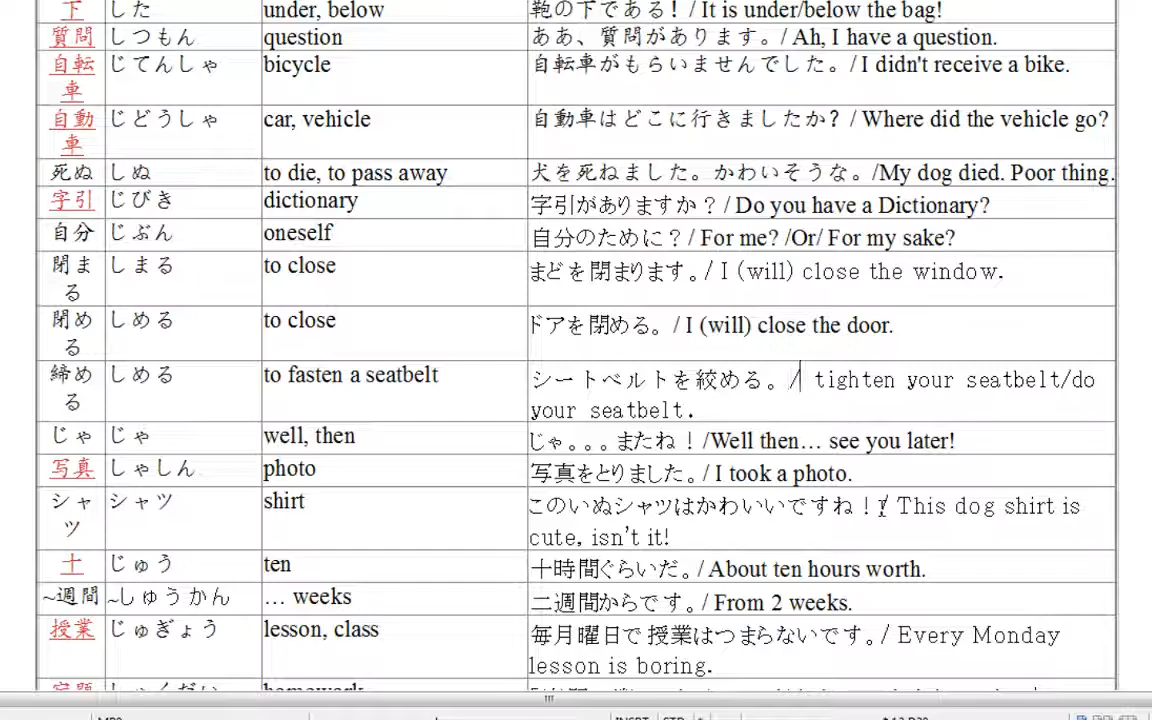 下 した under, below 鞄の下である! / It is under/below the bag!
質問 しつもん question ああ、質問があります。/ Ah, I have a question.
自転車 じてんしゃ bicycle 自転車がもらいませんでした。/ I didn't receive a bike.
自動車 じどうしゃ car, vehicle 自動車はどこに行きましたか? / Where did the vehicle go?
死ぬ しぬ to die, to pass away 犬を死ねました。かわいそうな。/My dog died. Poor thing.
字引 じびき dictionary 字引がありますか？/ Do you have a Dictionary?
自分 じぶん oneself 自分のために？/ For me? /Or/ For my sake?
閉まる しまる to close まどを閉まります。/ I (will) close the window.
閉める しめる to close ドアを閉める。/ I (will) close the door.
締める しめる to fasten a seatbelt シートベルトを絞める。/ tighten your seatbelt/do
your seatbelt.
じゃ じゃ well, then じゃ。。。またね！/Well then… see you later!
写真 しゃしん photo 写真をとりました。/ I took a photo.
シャツ シャツ shirt このいぬシャツはかわいいですね！/ This dog shirt is
cute, isn't it!
十 じゅう ten 十時間ぐらいだ。/ About ten hours worth.
~週間 ~しゅうかん … weeks 二週間からです。/ From 2 weeks.
授業 じゅぎょう lesson, class 毎月曜日で授業はつまらないです。/ Every Monday
lesson is boring.